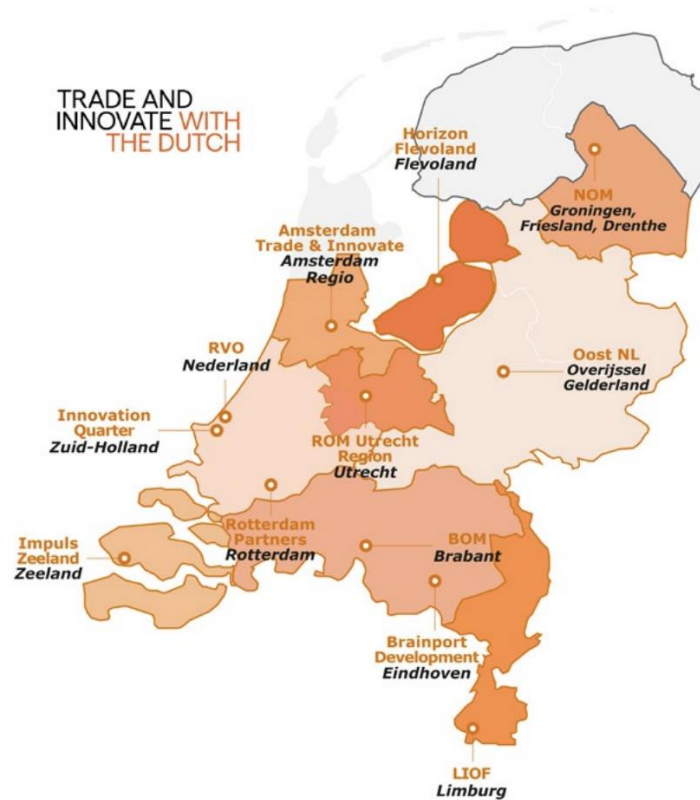 TRADE AND
INNOVATE WITH
THE DUTCH
Horizon
Flevoland
Flevoland
NOM
Groningen,
Friesland, Drenthe
Amsterdam
Trade & Innovate
Amsterdam
Regio
RVO
Nederland
Oost NL
Overijssel
Gelderland
Innovation
Quarter
Zuid-Holland
ROM Utrecht
Region
Utrecht
Rotterdam
Partners
Rotterdam
BOM
Brabant
Impuls
Zeeland
Zeeland
Brainport
Development
Eindhoven
LIOF
Limburg